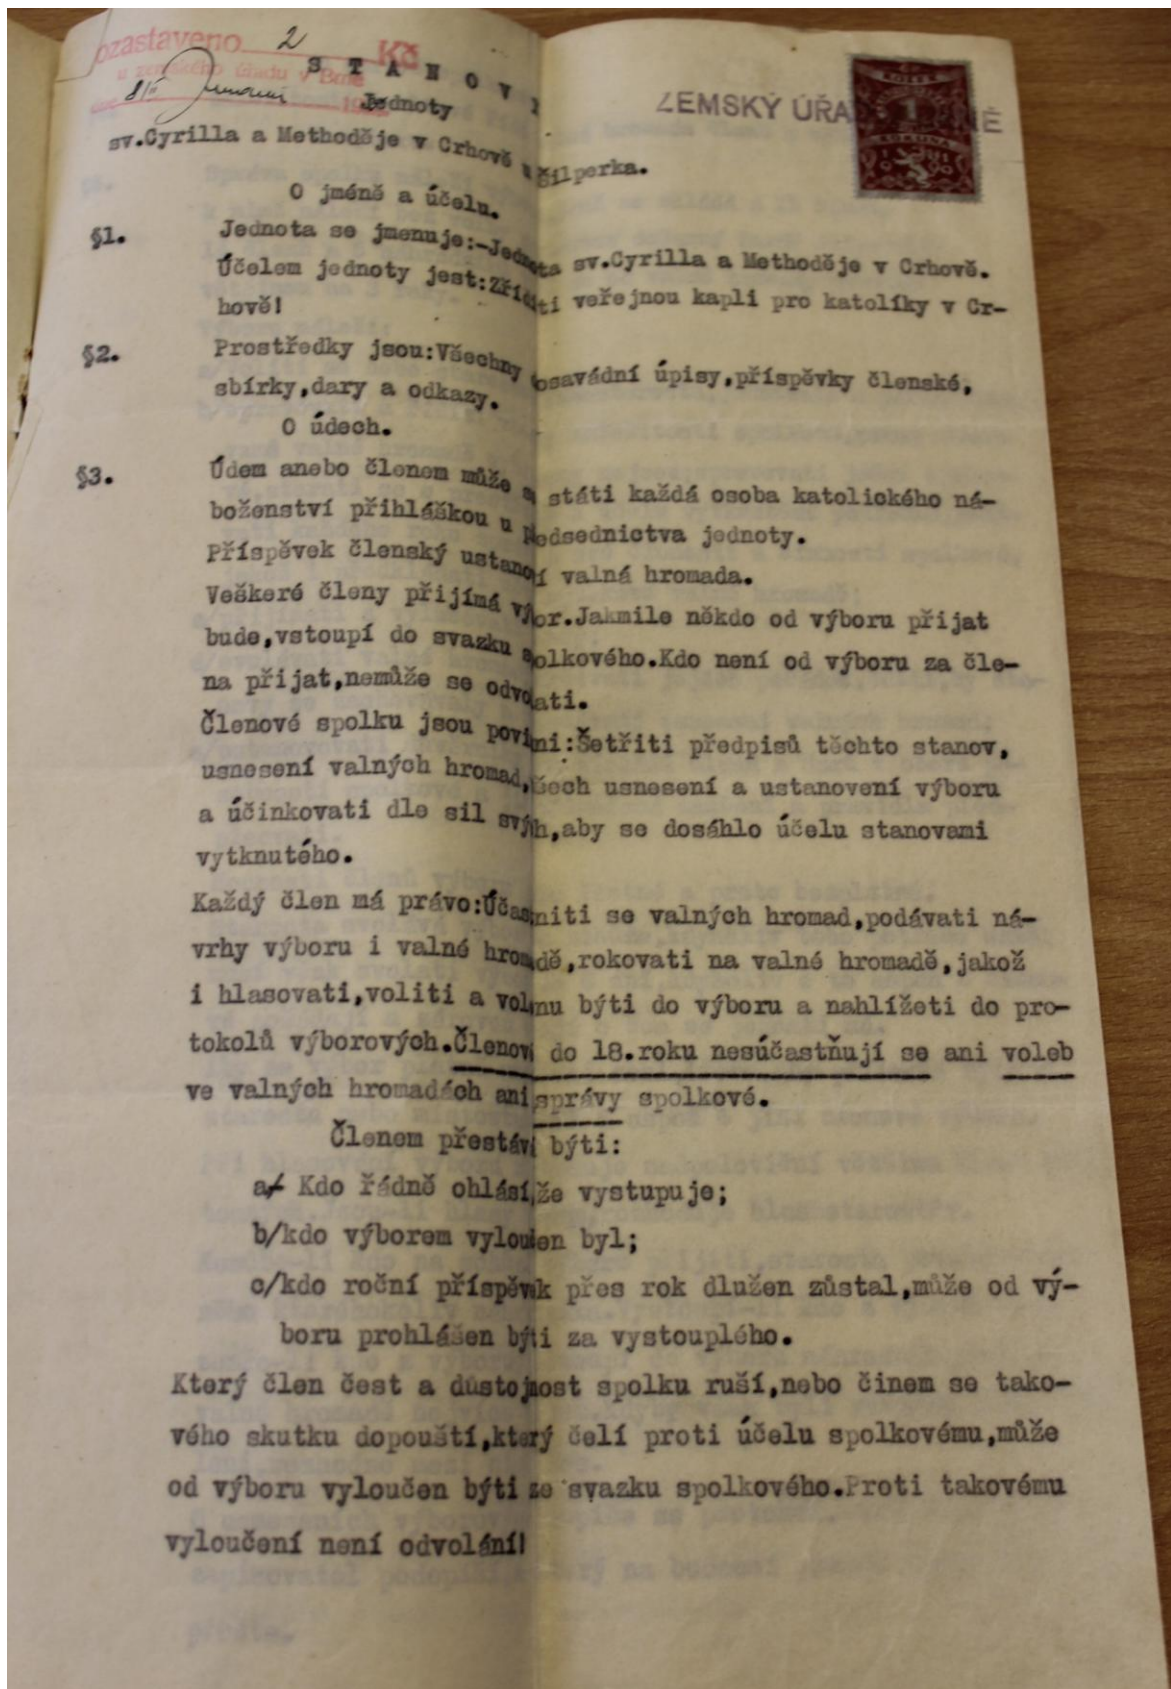 pozastaveno 2 Kč
u zemského úřadu v Brně
STANOVY
Jednoty
ZEMSKÝ ÚŘAD BRNĚ
KOLEK
1
KORUNA
sv.Cyrilla a Methoděje v Crhově u Šilperka.
O jméně a účelu.
§1. Jednota se jmenuje:-Jednota sv.Cyrilla a Methoděje v Crhově.
Účelem jednoty jest:Zříditi veřejnou kapli pro katolíky v Cr-
hově!
§2. Prostředky jsou:Všechny dosavádní úpisy,příspěvky členské,
sbírky,dary a odkazy.
O údech.
§3. Údem anebo členem může se státi každá osoba katolického ná-
boženství přihláškou u předsednictva jednoty.
Příspěvek členský ustanoví valná hromada.
Veškeré členy přijímá výbor.Jakmile někdo od výboru přijat
bude,vstoupí do svazku spolkového.Kdo není od výboru za čle-
na přijat,nemůže se odvolati.
Členové spolku jsou povinni:Šetřiti předpisů těchto stanov,
usnesení valných hromad,všech usnesení a ustanovení výboru
a účinkovati dle sil svých,aby se dosáhlo účelu stanovami
vytknutého.
Každý člen má právo:Účastniti se valných hromad,podávati ná-
vrhy výboru i valné hromadě,rokovati na valné hromadě,jakož
i hlasovati,voliti a volenu býti do výboru a nahlížeti do pro-
tokolů výborových.Členové do 18.roku nesúčastňují se ani voleb
ve valných hromadách ani správy spolkové.
Členem přestává býti:
a/ Kdo řádně ohlásí,že vystupuje;
b/kdo výborem vyloučen byl;
c/kdo roční příspěvek přes rok dlužen zůstal,může od vý-
boru prohlášen býti za vystouplého.
Který člen čest a důstojnost spolku ruší,nebo činem se tako-
vého skutku dopouští,který čelí proti účelu spolkovému,může
od výboru vyloučen býti ze svazku spolkového.Proti takovému
vyloučení není odvolání!